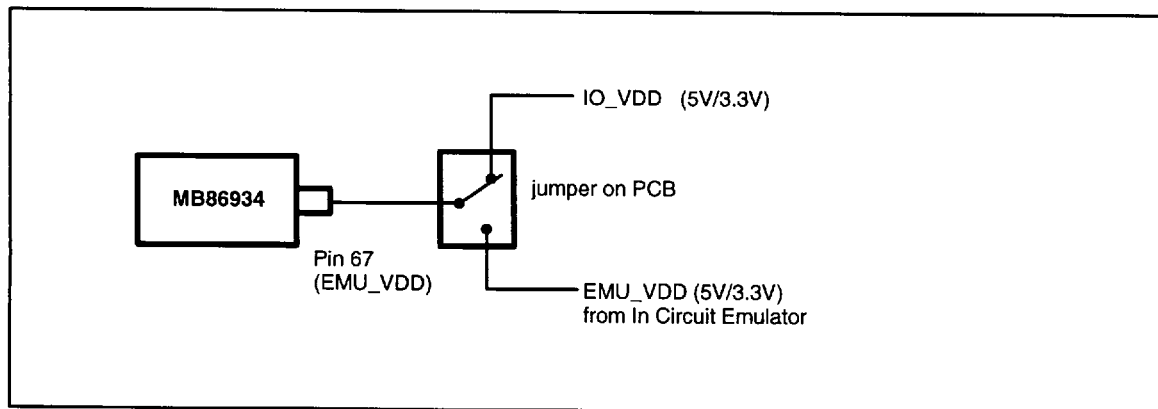 IO_VDD (5V/3.3V)
MB86934
jumper on PCB
Pin 67
(EMU_VDD)
EMU_VDD (5V/3.3V)
from In Circuit Emulator